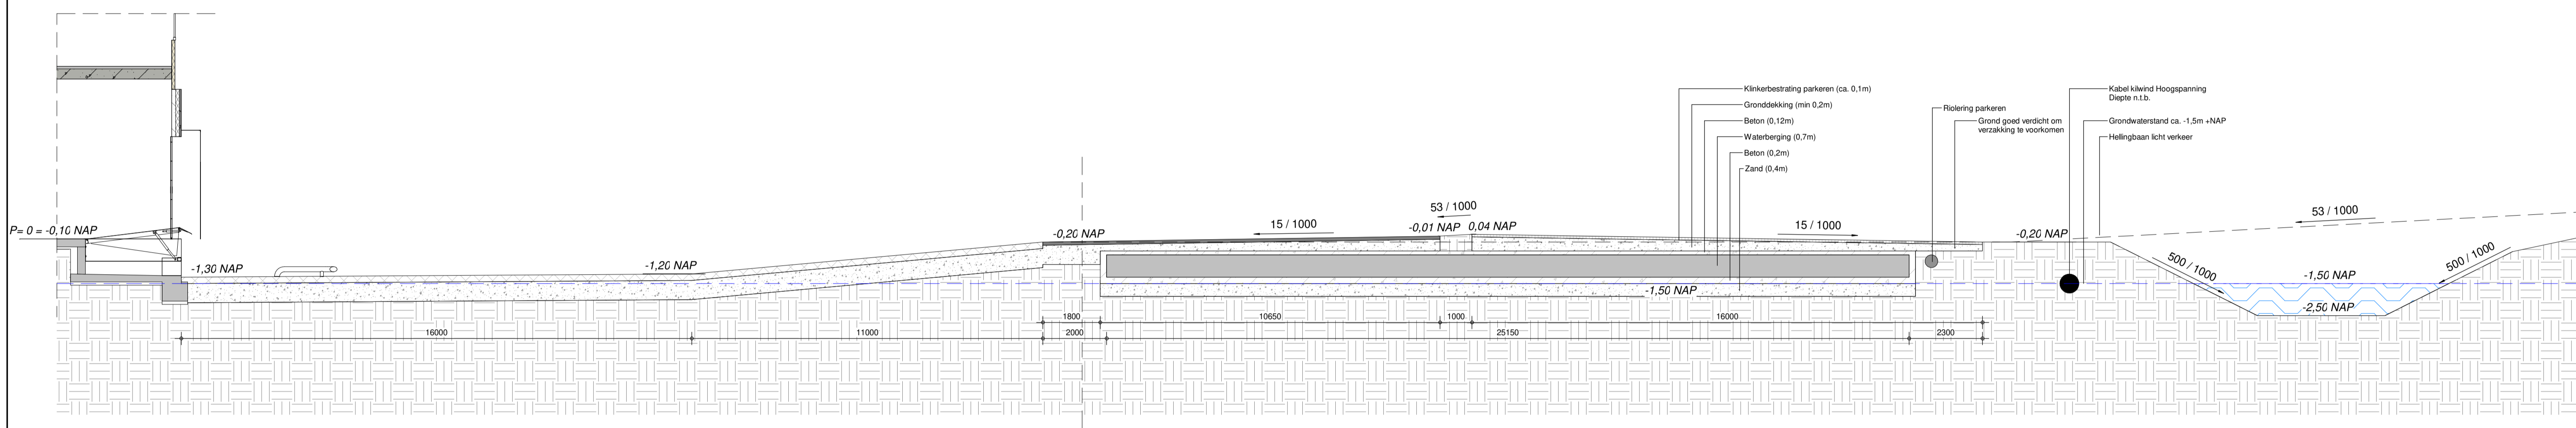 P= 0 = -0,10 NAP
-1,30 NAP
-1,20 NAP
-0,20 NAP
15 / 1000
53 / 1000
-0,01 NAP
0,04 NAP
15 / 1000
Klinkerbestrating parkeren (ca. 0,1m)
Gronddekking (min 0,2m)
Beton (0,12m)
Waterberging (0,7m)
Beton (0,2m)
Zand (0,4m)
-1,50 NAP
Riolering parkeren
Grond goed verdicht om
verzakking te voorkomen
-0,20 NAP
Kabel kilwind Hoogspanning
Diepte n.t.b.
Grondwaterstand ca. -1,5m +NAP
Hellingbaan licht verkeer
500 / 1000
-1,50 NAP
-2,50 NAP
500 / 1000
53 / 1000
1800
10650
1000
16000
16000
11000
2000
25150
2300